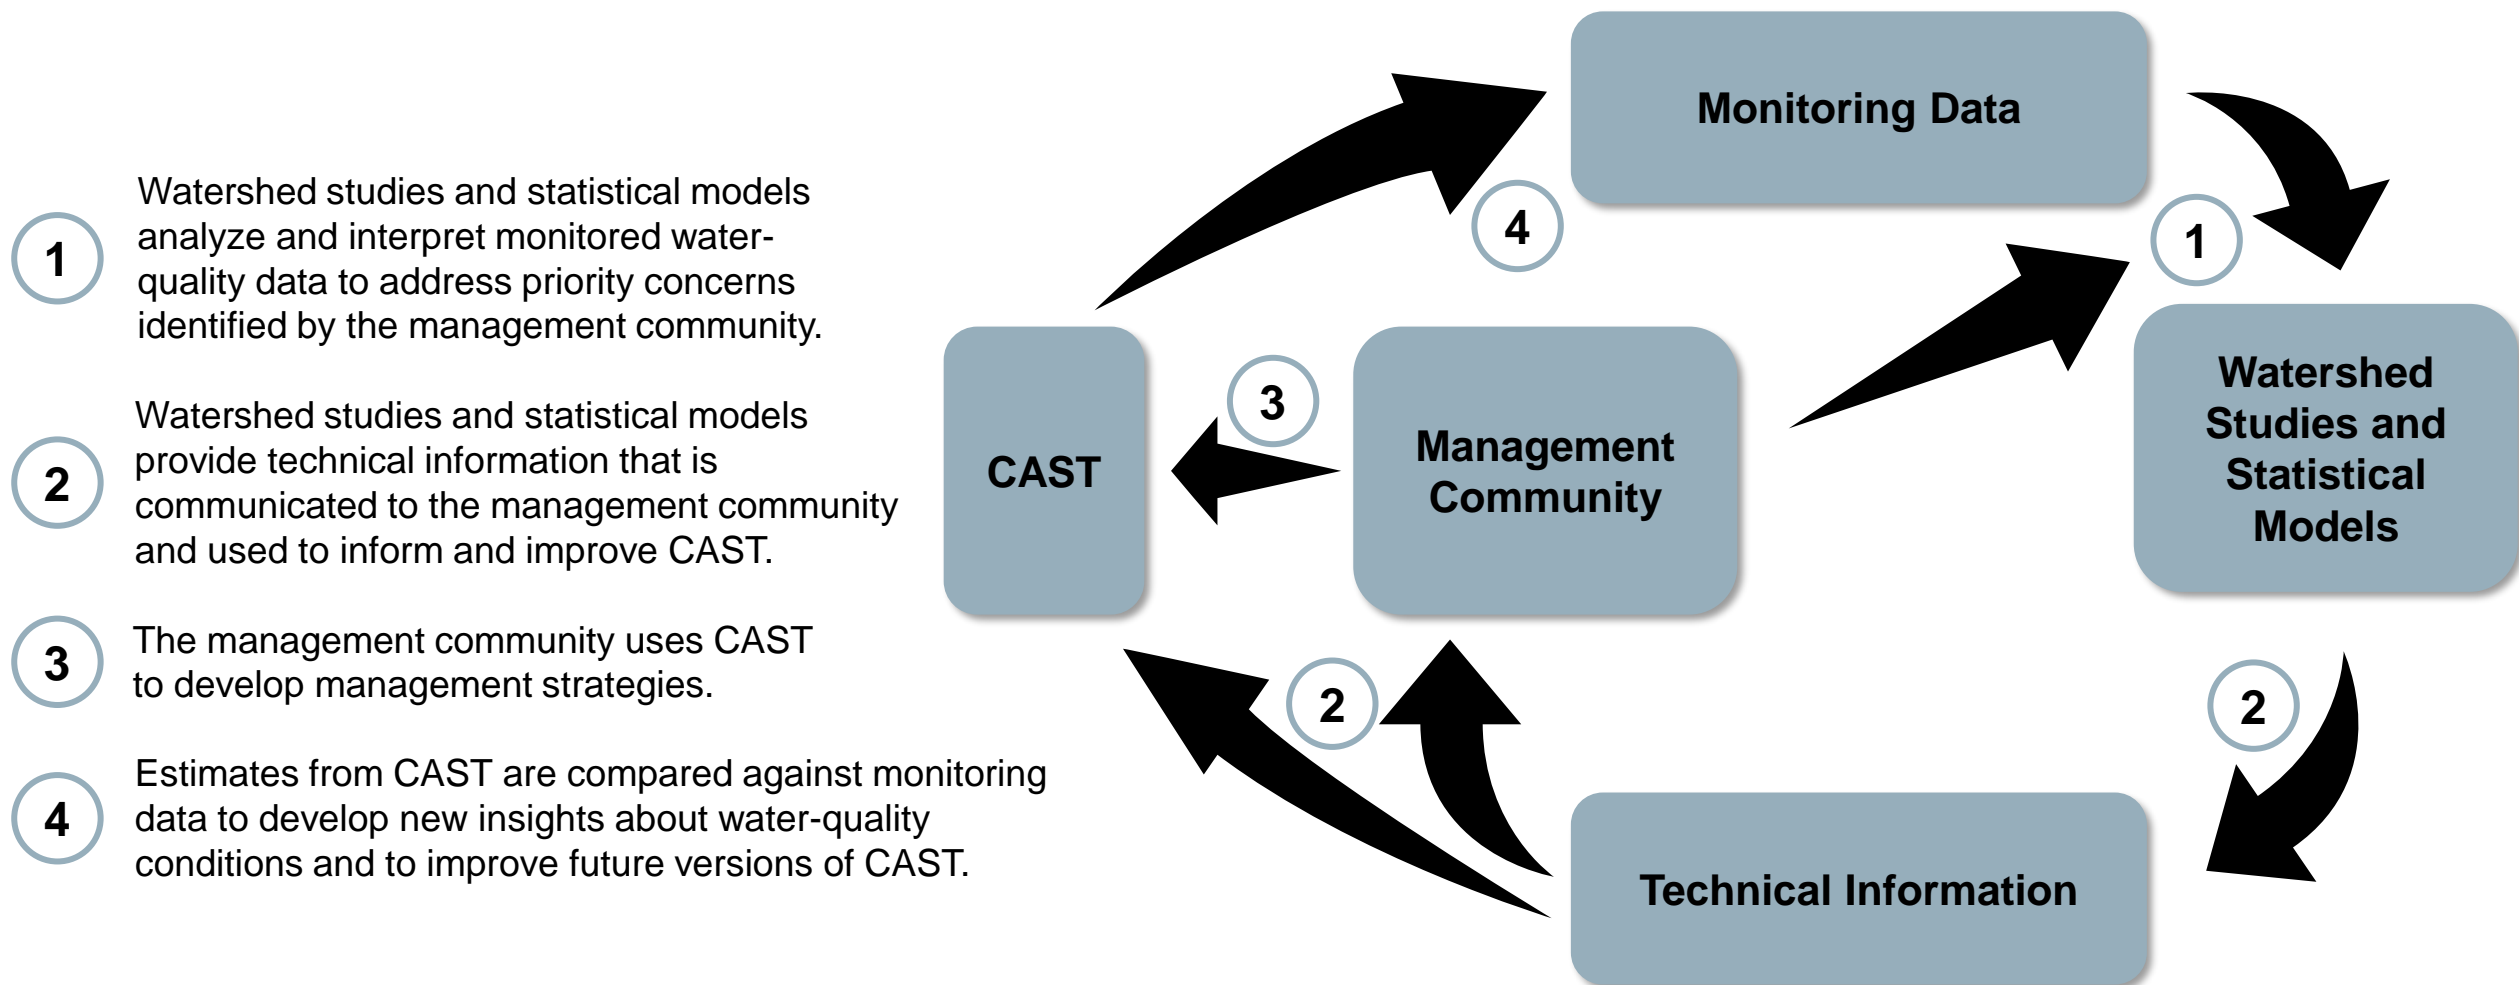 1
Watershed studies and statistical models
analyze and interpret monitored water-
quality data to address priority concerns
identified by the management community.
2
Watershed studies and statistical models
provide technical information that is
communicated to the management community
and used to inform and improve CAST.
3
The management community uses CAST
to develop management strategies.
4
Estimates from CAST are compared against monitoring
data to develop new insights about water-quality
conditions and to improve future versions of CAST.
Monitoring Data
4
1
CAST
3
Management
Community
Watershed
Studies and
Statistical
Models
2
2
Technical Information